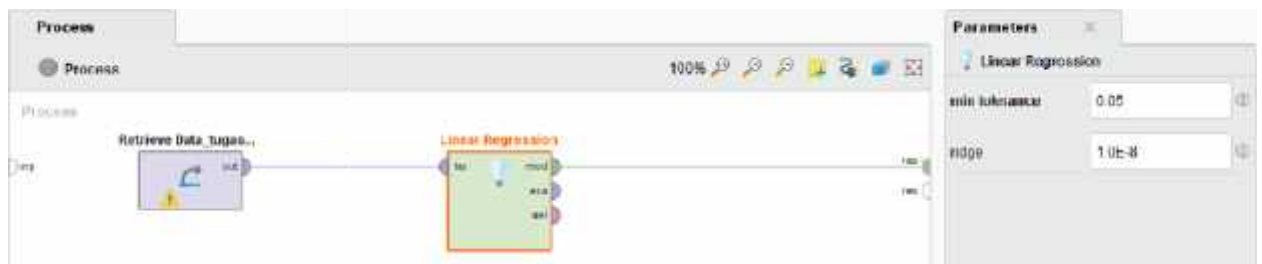 Process
Process
100%
Process
Retrieve Data_tugas...
inp
out
Linear Regression
tra
mod
exa
wei
res
res
Parameters
Linear Regression
min tolerance
0.05
ridge
1.0E-8